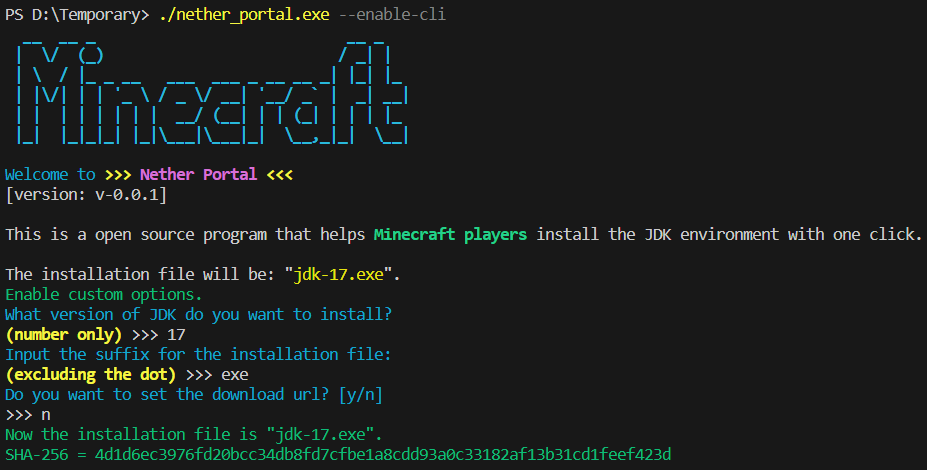 PS D:\Temporary> ./nether_portal.exe --enable-cli
Minecraft
Welcome to >>> Nether Portal <<<
[version: v-0.0.1]
This is a open source program that helps Minecraft players install the JDK environment with one click.
The installation file will be: "jdk-17.exe".
Enable custom options.
What version of JDK do you want to install?
(number only) >>> 17
Input the suffix for the installation file:
(excluding the dot) >>> exe
Do you want to set the download url? [y/n]
>>> n
Now the installation file is "jdk-17.exe".
SHA-256 = 4d1d6ec3976fd20bcc34db8fd7cfbe1a8cdd93a0c33182af13b31cd1feef423d